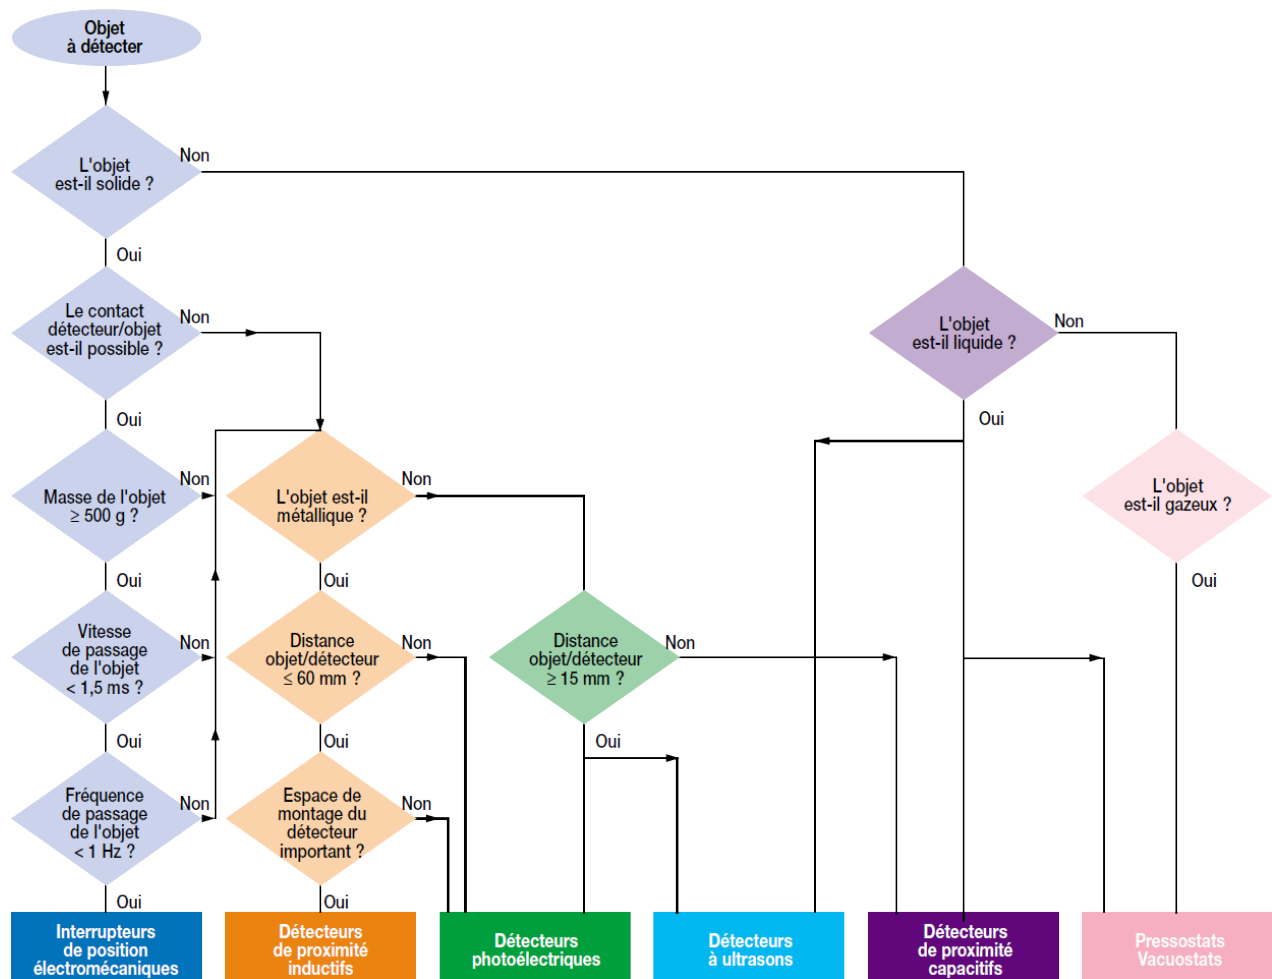 Objet
à détecter
L'objet
est-il solide ?
Non
Oui
Le contact
détecteur/objet
est-il possible ?
Non
Oui
L'objet
est-il liquide ?
Non
Oui
Masse de l'objet
≥ 500 g ?
Non
Oui
L'objet est-il
métallique ?
Non
Oui
L'objet
est-il gazeux ?
Oui
Vitesse
de passage
de l'objet
< 1,5 ms ?
Non
Oui
Distance
objet/détecteur
≤ 60 mm ?
Non
Oui
Distance
objet/détecteur
≥ 15 mm ?
Non
Oui
Fréquence
de passage
de l'objet
< 1 Hz ?
Non
Oui
Espace de
montage du
détecteur
important ?
Non
Oui
Interrupteurs
de position
électromécaniques
Détecteurs
de proximité
inductifs
Détecteurs
photoélectriques
Détecteurs
à ultrasons
Détecteurs
de proximité
capacitifs
Pressostats
Vacuostats